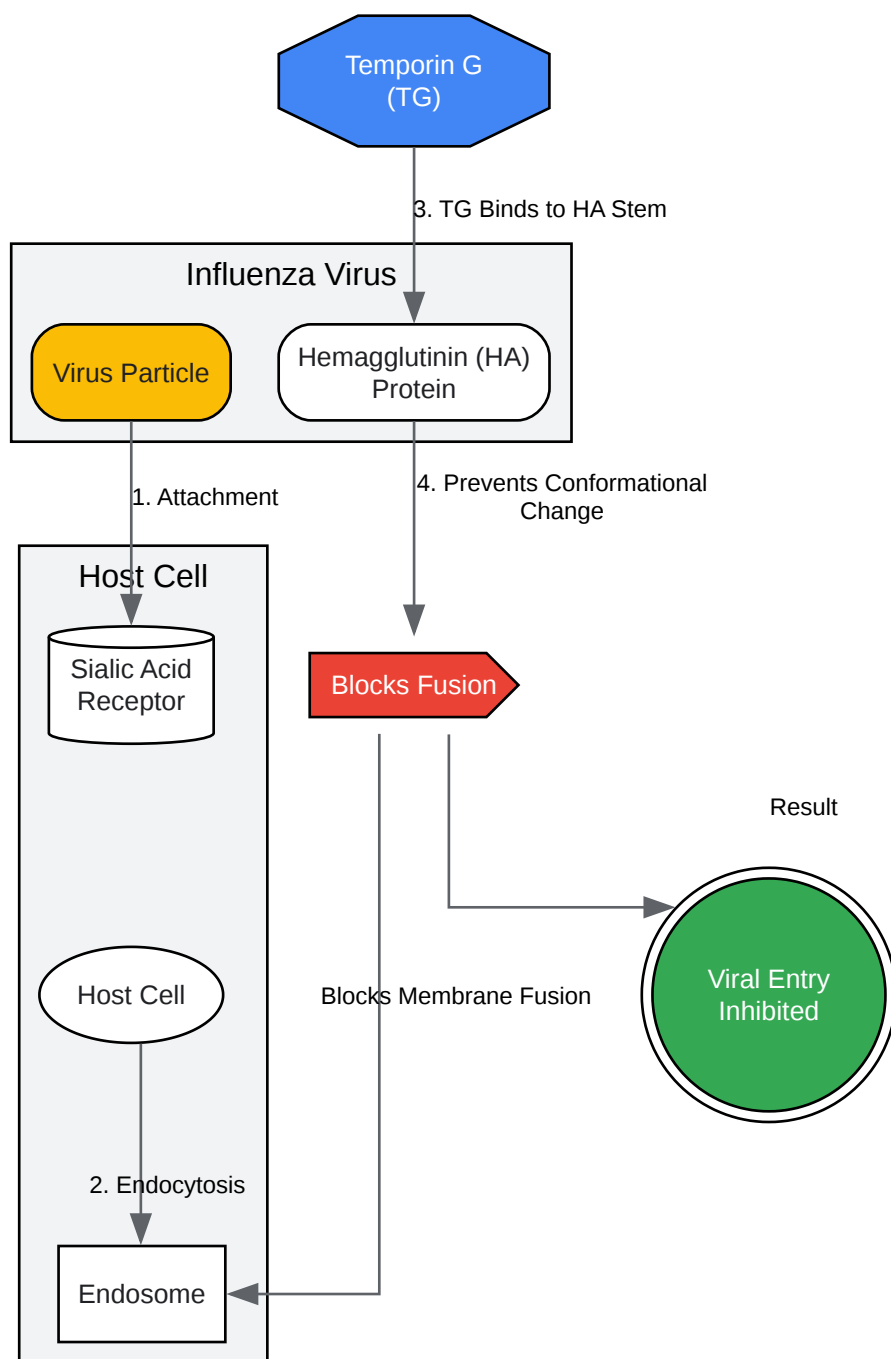 Temporin G
(TG)
3. TG Binds to HA Stem
Influenza Virus
Virus Particle
Hemagglutinin (HA)
Protein
1. Attachment
4. Prevents Conformational
Change
Host Cell
Sialic Acid
Receptor
Blocks Fusion
Result
Host Cell
Blocks Membrane Fusion
Viral Entry
Inhibited
2. Endocytosis
Endosome